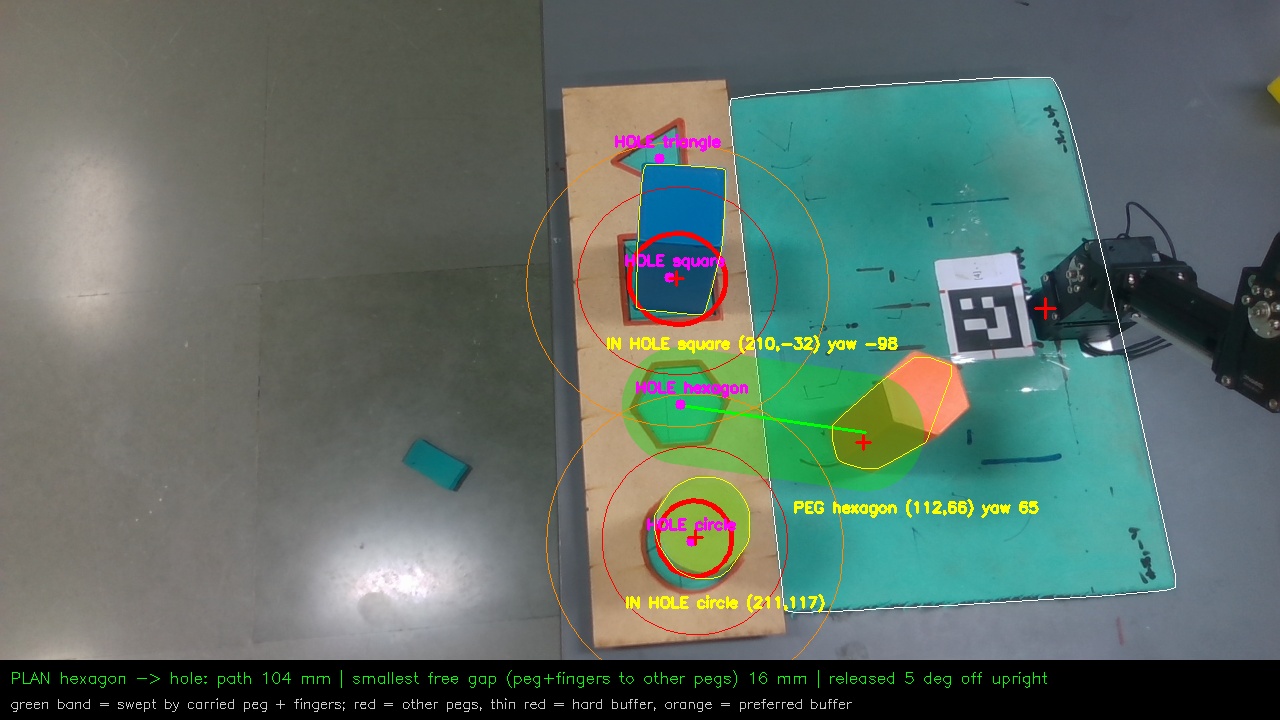 HOLE triangle
HOLE square
IN HOLE square (210,-32) yaw -98
HOLE hexagon
PEG hexagon (112,66) yaw 65
HOLE circle
IN HOLE circle (211,117)
PLAN hexagon -> hole: path 104 mm | smallest free gap (peg+fingers to other pegs) 16 mm | released 5 deg off upright
green band = swept by carried peg + fingers; red = other pegs, thin red = hard buffer, orange = preferred buffer